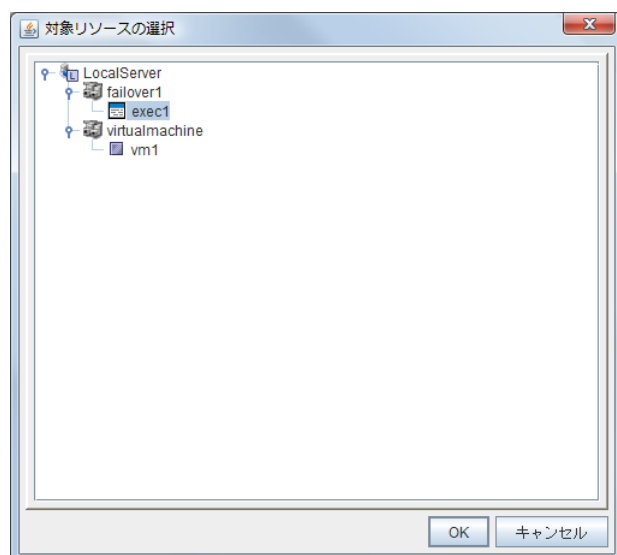 対象リソースの選択
LocalServer
failover1
exec1
virtualmachine
vm1
OK キャンセル